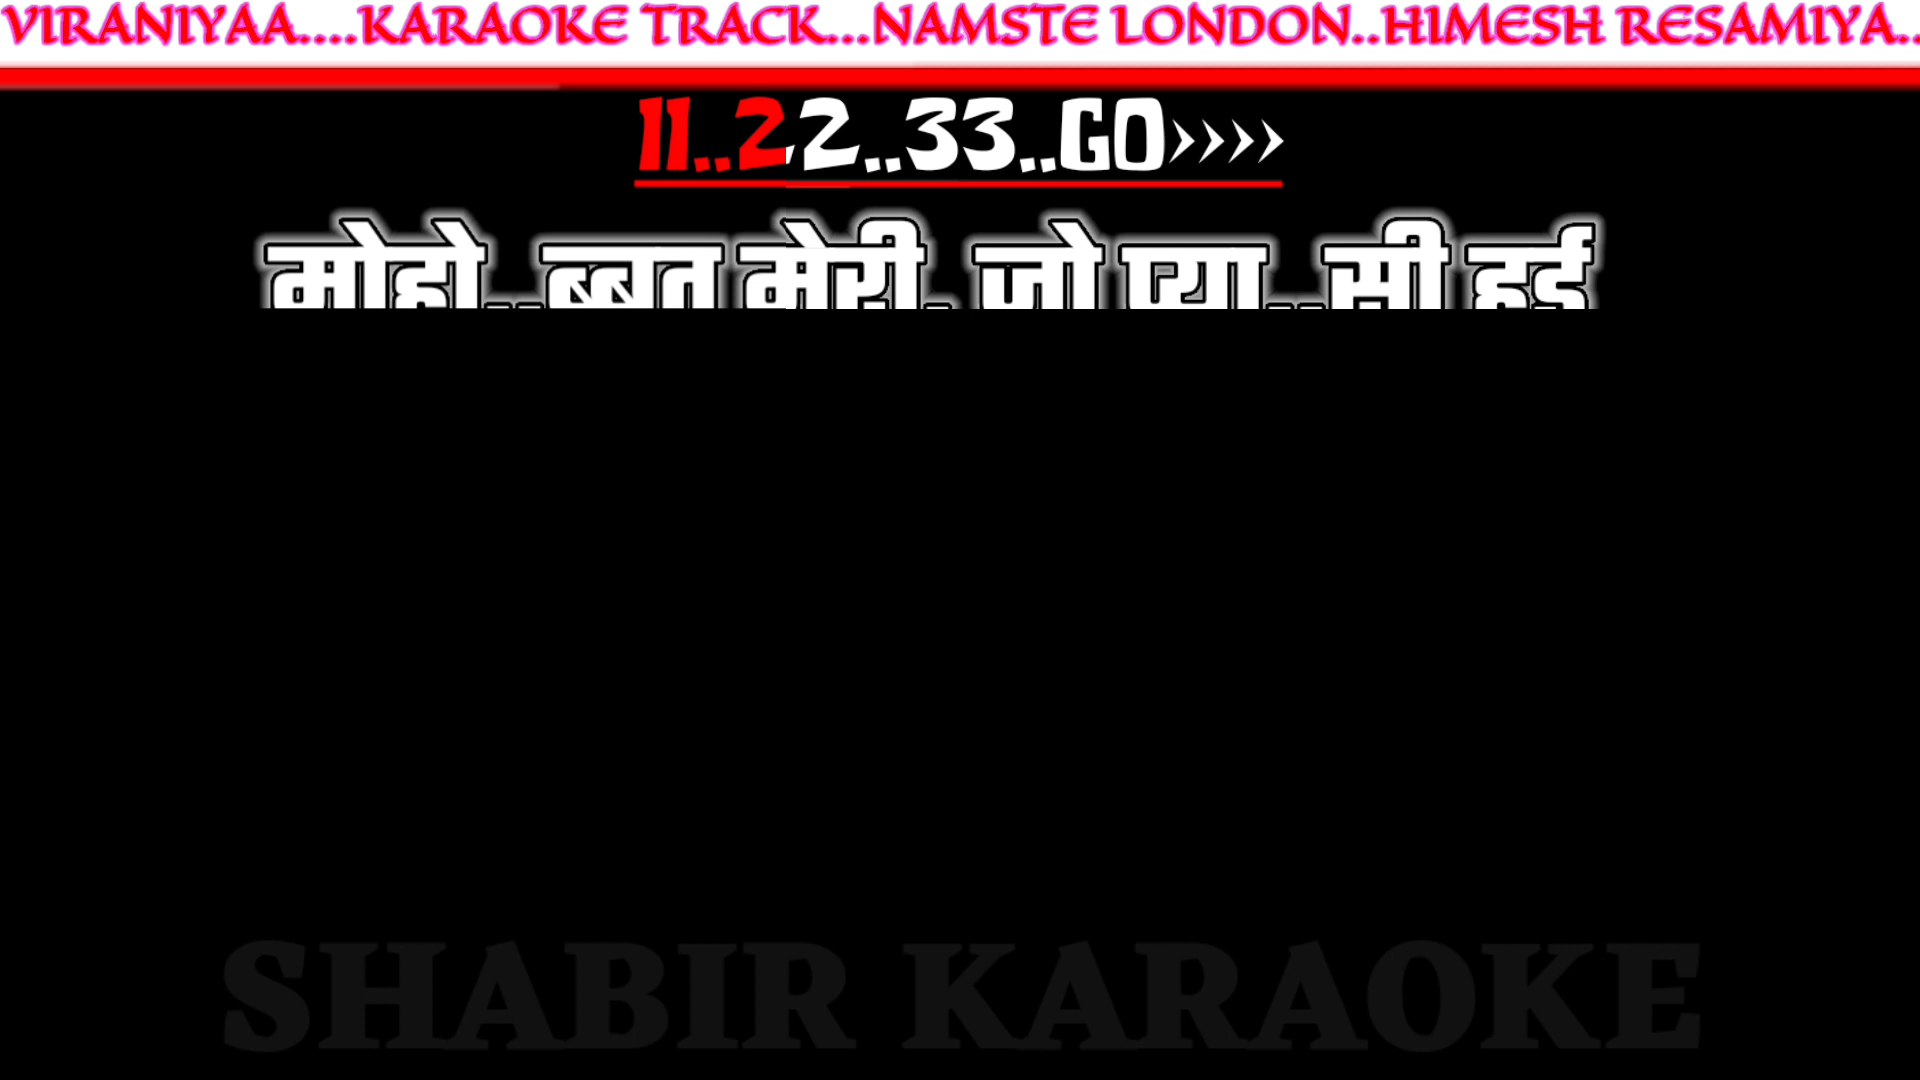 VIRANIYAA....KARAOKE TRACK...NAMSTE LONDON..HIMESH RESAMIYA..
11..22..33..GO>>>>
मोहो..ब्बत मेरी. जो प्या..सी हुई
SHABIR KARAOKE